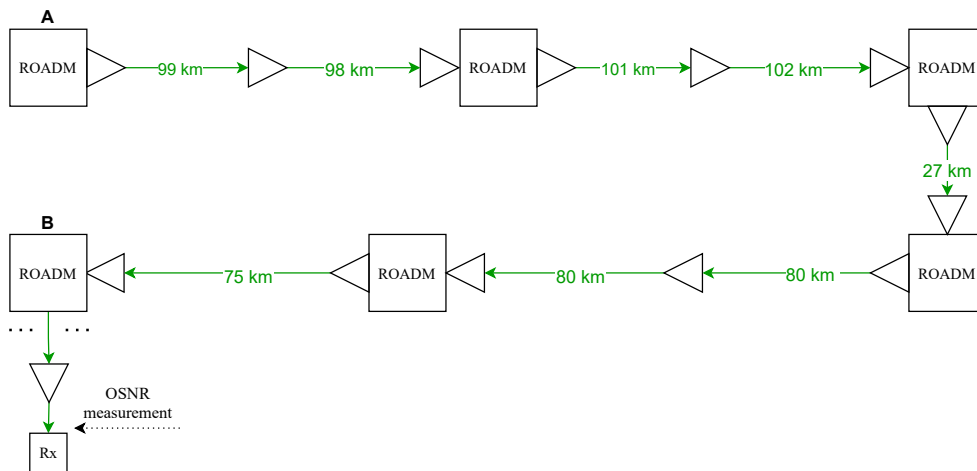 A
ROADM
99 km
98 km
ROADM
101 km
102 km
ROADM
27 km
B
ROADM
75 km
ROADM
80 km
80 km
ROADM
... ...
OSNR
measurement
Rx